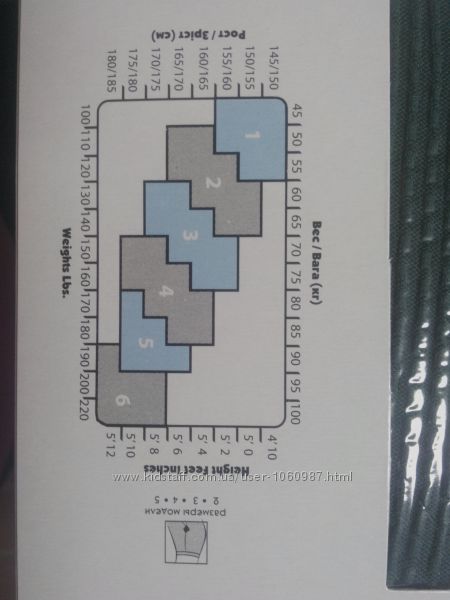 Вес / Вага (кг)
45 | 50 | 55 | 60 | 65 | 70 | 75 | 80 | 85 | 90 | 95 | 100
Рост / Зріст (см)
145/150
150/155
155/160
160/165
165/170
170/175
175/180
180/185
1
2
3
4
5
6
4'10
5'0
5'2
5'4
5'6
5'8
5'10
5'12
Height Feet inches
100 110 120 130 140 150 160 170 180 190 200 220
Weights Lbs.
размеры модели
2 • 3 • 4 • 5
© www.kidstaff.com.ua/user-1060987.html